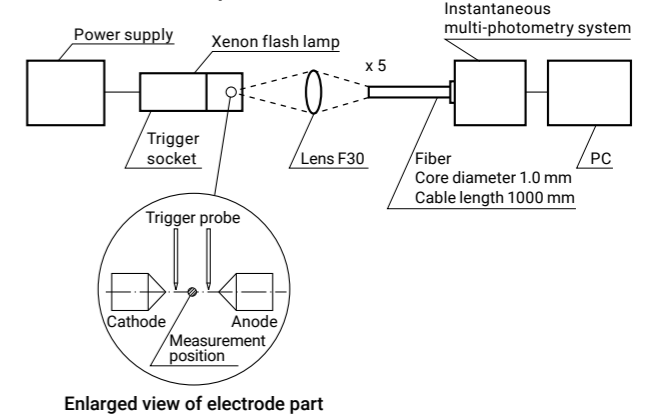 Instantaneous
multi-photometry system
Power supply
Xenon flash lamp
x 5
Trigger
socket
Lens F30
Fiber
Core diameter 1.0 mm
Cable length 1000 mm
PC
Trigger probe
Cathode
Anode
Measurement
position
Enlarged view of electrode part